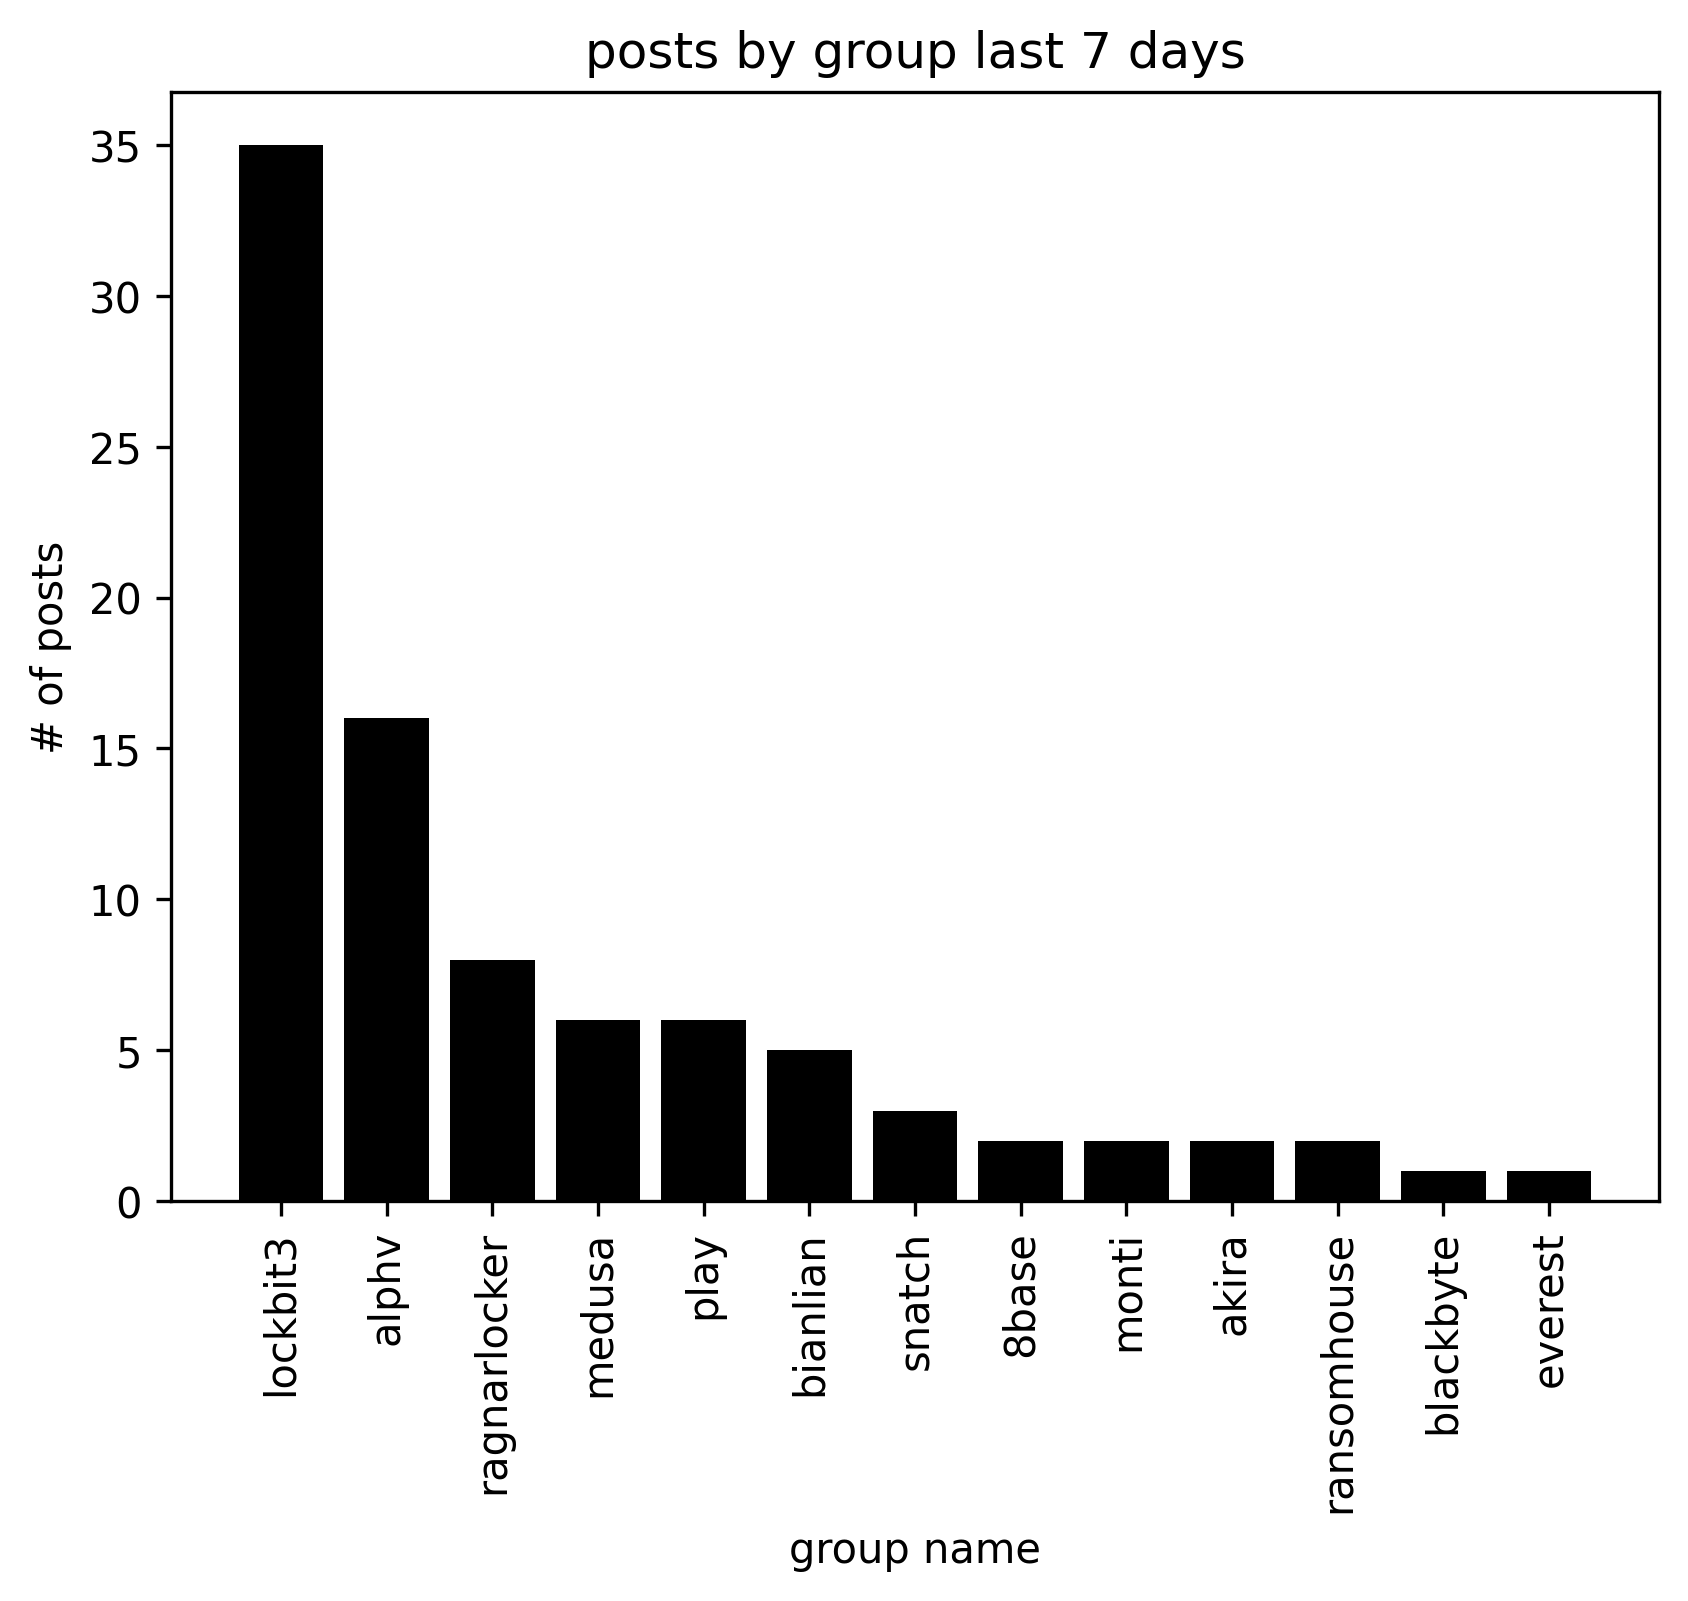 posts by group last 7 days
35
30
25
20
15
10
5
0
# of posts
lockbit3
alphv
ragnarlocker
medusa
play
bianlian
snatch
8base
monti
akira
ransomhouse
blackbyte
everest
group name